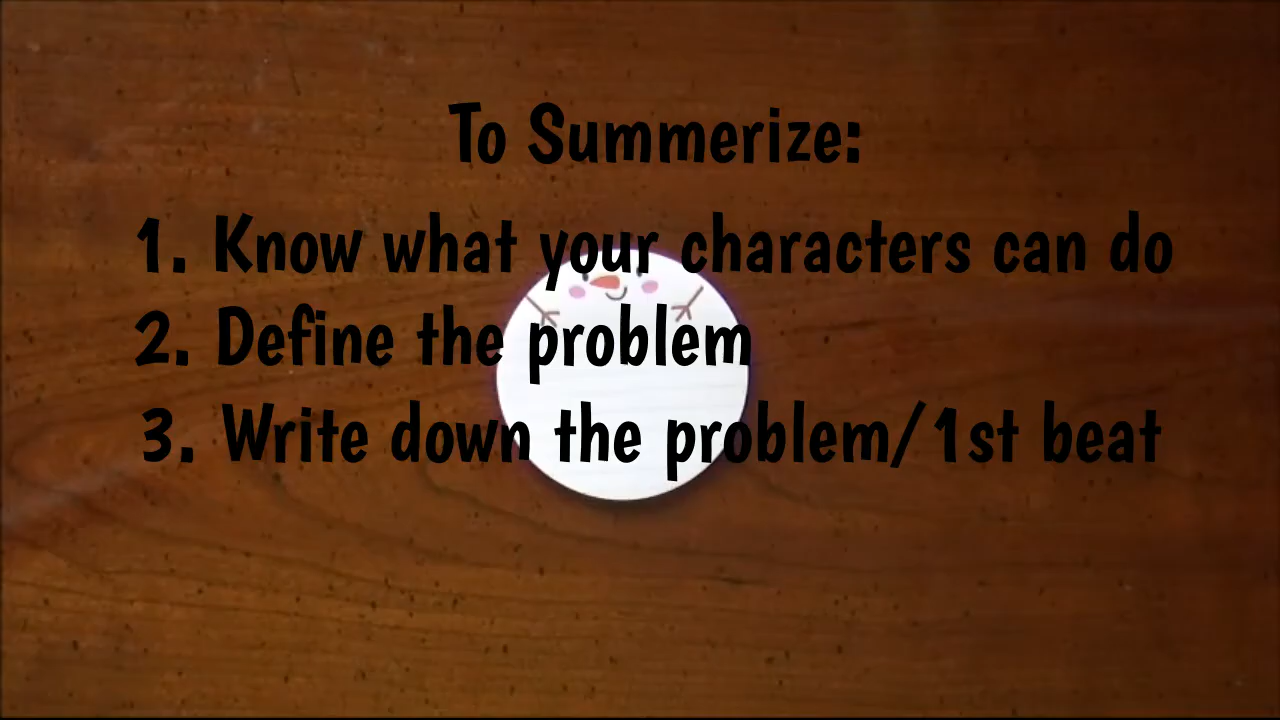 To Summerize:
1. Know what your characters can do
2. Define the problem
3. Write down the problem/1st beat